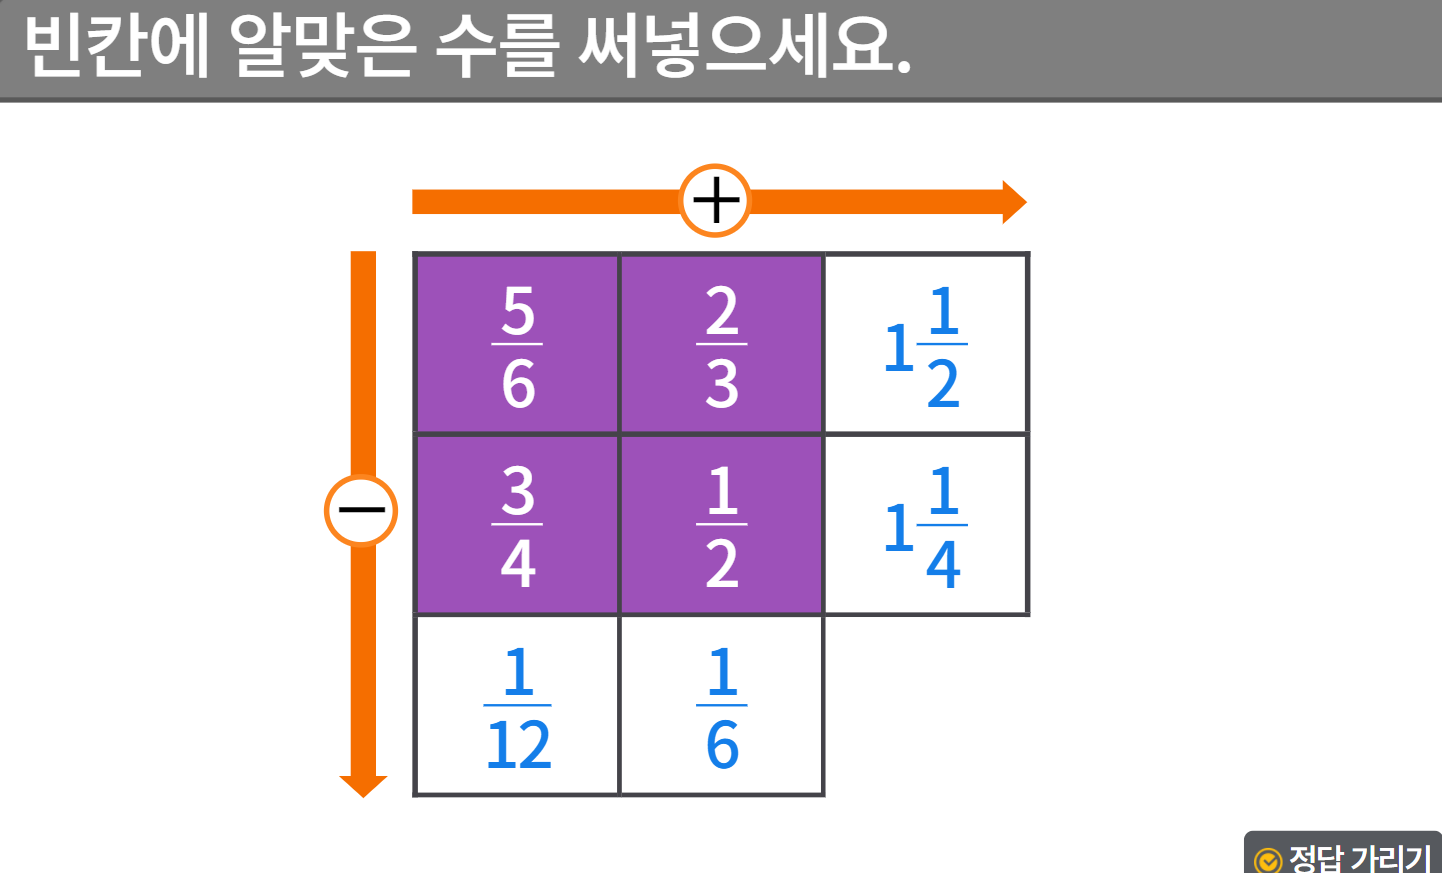 빈칸에 알맞은 수를 써넣으세요.
+
5/6 2/3 1 1/2
−
3/4 1/2 1 1/4
1/12 1/6
정답 가리기